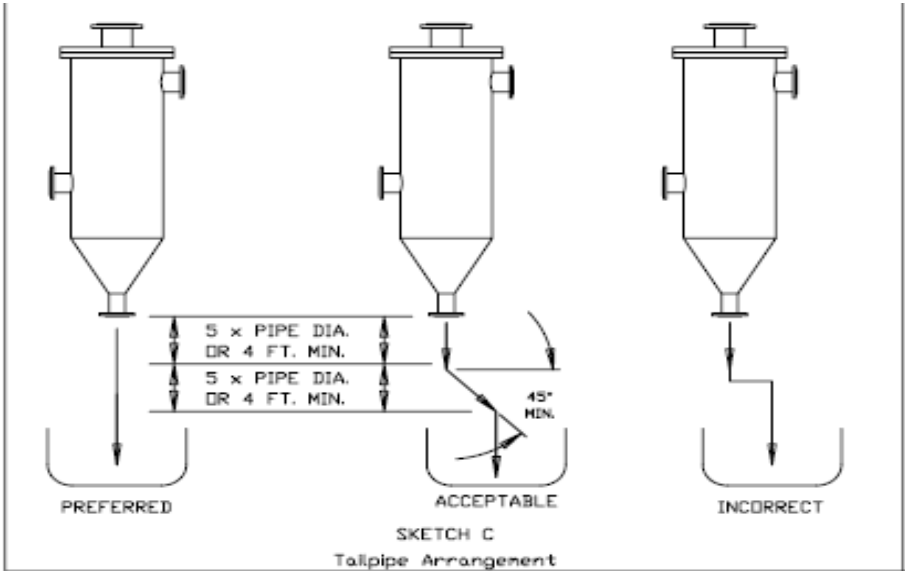 5 x PIPE DIA.
OR 4 FT. MIN.
5 x PIPE DIA.
OR 4 FT. MIN.
45°
MIN.
PREFERRED
ACCEPTABLE
INCORRECT
SKETCH C
Tailpipe Arrangement